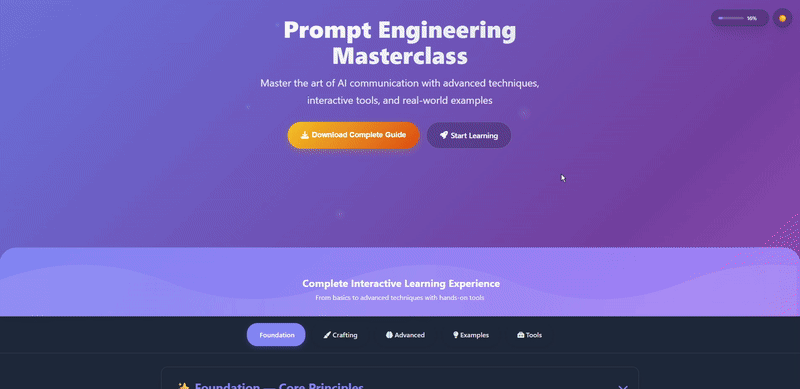 16%
Prompt Engineering
Masterclass
Master the art of AI communication with advanced techniques,
interactive tools, and real-world examples
Download Complete Guide
Start Learning
Complete Interactive Learning Experience
From basics to advanced techniques with hands-on tools
Foundation
Crafting
Advanced
Examples
Tools
Foundation — Core Principles